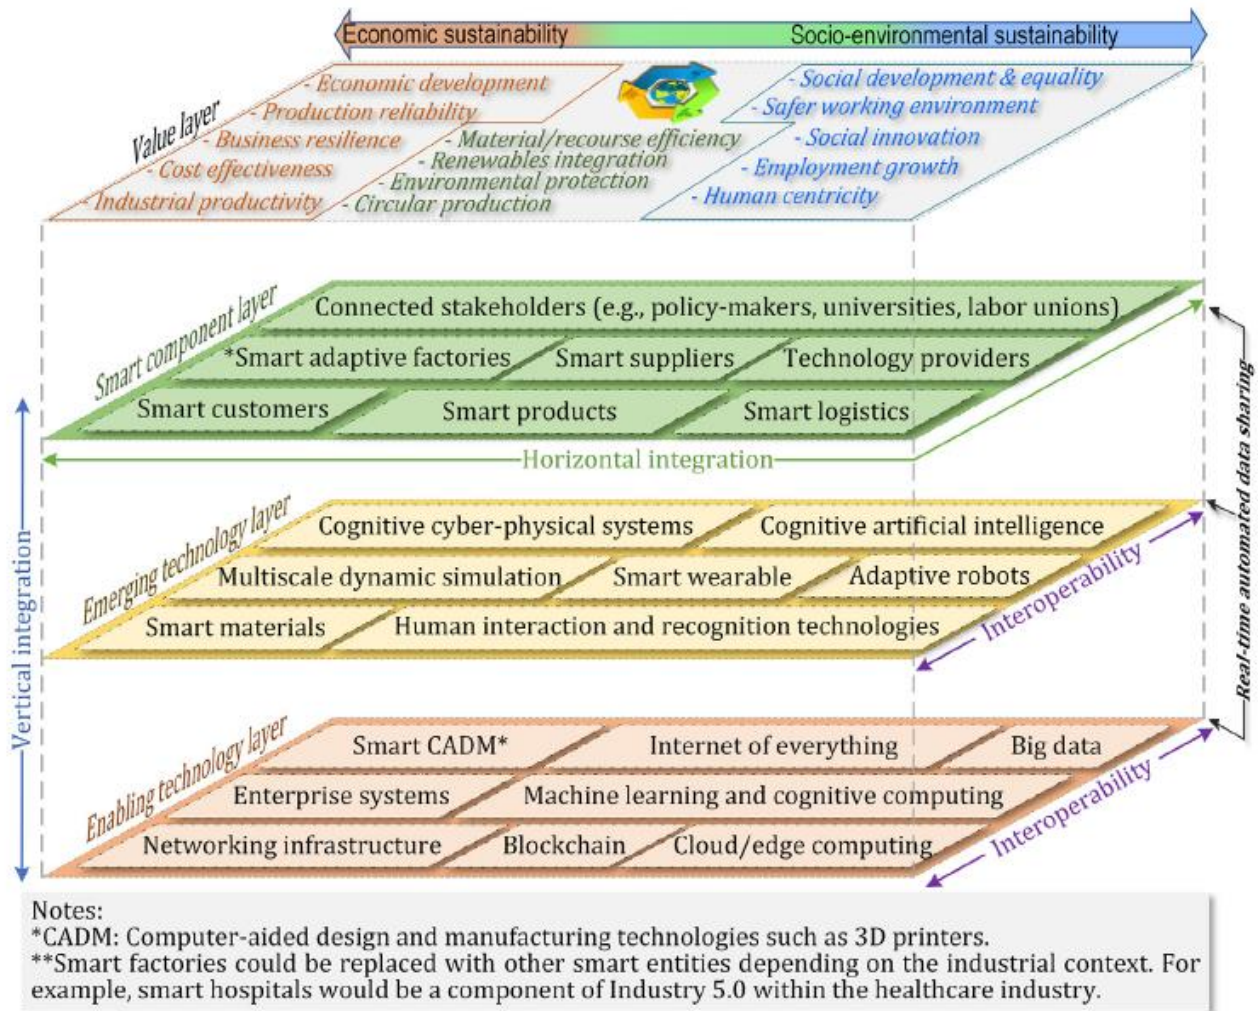 Economic sustainability
Socio-environmental sustainability
Value layer
- Economic development
- Production reliability
- Business resilience
- Cost effectiveness
- Industrial productivity
- Material/recourse efficiency
- Renewables integration
- Environmental protection
- Circular production
- Social development & equality
- Safer working environment
- Social innovation
- Employment growth
- Human centricity
Smart component layer
Connected stakeholders (e.g., policy-makers, universities, labor unions)
*Smart adaptive factories
Smart suppliers
Technology providers
Smart customers
Smart products
Smart logistics
Horizontal integration
Emerging technology layer
Cognitive cyber-physical systems
Cognitive artificial intelligence
Multiscale dynamic simulation
Smart wearable
Adaptive robots
Smart materials
Human interaction and recognition technologies
Interoperability
Enabling technology layer
Smart CADM*
Internet of everything
Big data
Enterprise systems
Machine learning and cognitive computing
Networking infrastructure
Blockchain
Cloud/edge computing
Interoperability
Vertical integration
Real-time automated data sharing
Notes:
*CADM: Computer-aided design and manufacturing technologies such as 3D printers.
**Smart factories could be replaced with other smart entities depending on the industrial context. For
example, smart hospitals would be a component of Industry 5.0 within the healthcare industry.